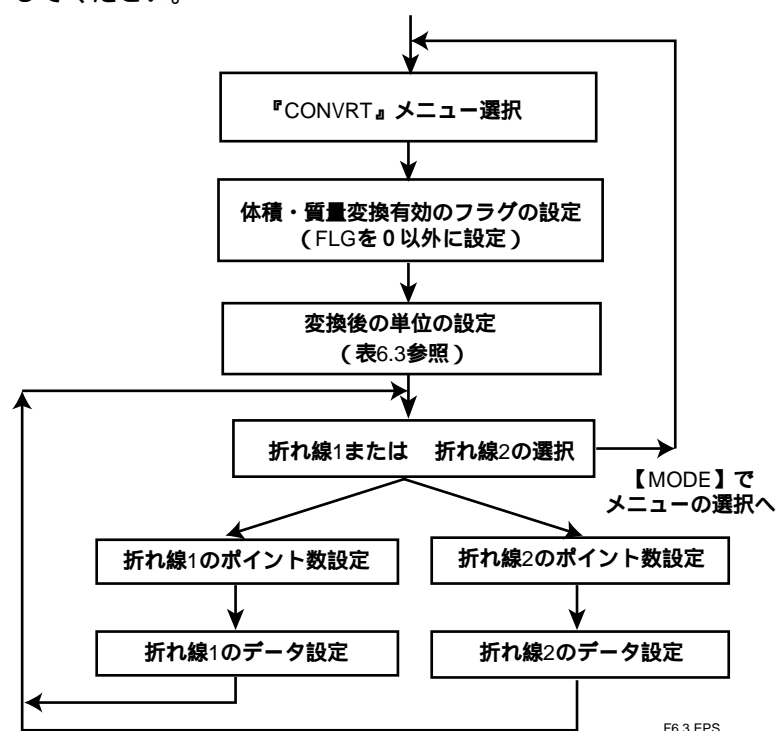 してください。
『CONVRT』メニュー選択
体積・質量変換有効のフラグの設定
（FLGを０以外に設定）
変換後の単位の設定
（表6.3参照）
折れ線1または　折れ線2の選択
【MODE】で
メニューの選択へ
折れ線1のポイント数設定
折れ線2のポイント数設定
折れ線1のデータ設定
折れ線2のデータ設定
F6.3.EPS